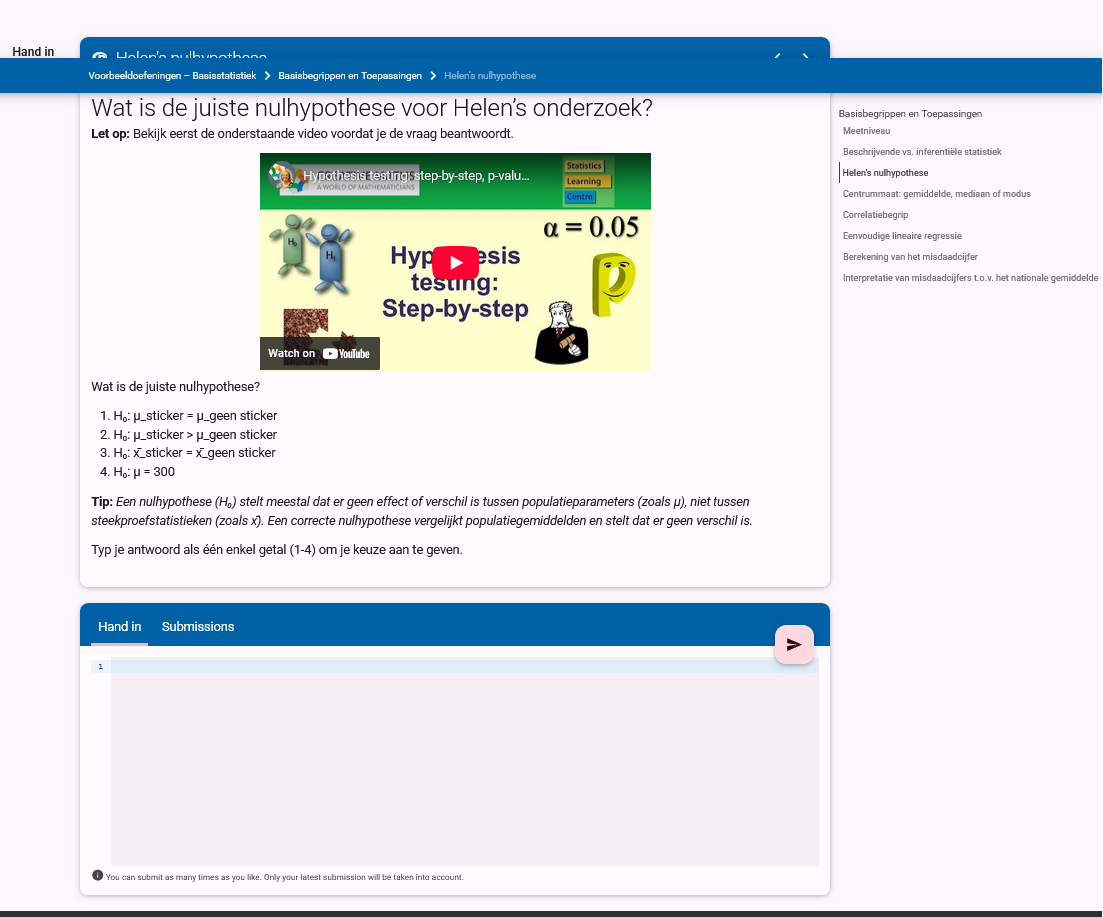 Hand in
Helen's nulhypothese
Voorbeeldoefeningen – Basisstatistiek
Basisbegrippen en Toepassingen
Helen's nulhypothese
Wat is de juiste nulhypothese voor Helen's onderzoek?
Let op: Bekijk eerst de onderstaande video voordat je de vraag beantwoordt.
Hypothesis testing: step-by-step, p-valu...
A WORLD OF MATHEMATICIANS
Statistics
Learning
Centre
α = 0.05
H₀
H₁
Hypothesis
testing:
Step-by-step
Watch on YouTube
Wat is de juiste nulhypothese?
1. H₀: μ_sticker = μ_geen sticker
2. H₀: μ_sticker > μ_geen sticker
3. H₀: x̄_sticker = x̄_geen sticker
4. H₀: μ = 300
Tip: Een nulhypothese (H₀) stelt meestal dat er geen effect of verschil is tussen populatieparameters (zoals μ), niet tussen
steekproefstatistieken (zoals x̄). Een correcte nulhypothese vergelijkt populatiegemiddelden en stelt dat er geen verschil is.
Typ je antwoord als één enkel getal (1-4) om je keuze aan te geven.
Hand in
Submissions
1
You can submit as many times as you like. Only your latest submission will be taken into account.
Basisbegrippen en Toepassingen
Meetniveau
Beschrijvende vs. inferentiële statistiek
Helen's nulhypothese
Centrummaat: gemiddelde, mediaan of modus
Correlatiebegrip
Eenvoudige lineaire regressie
Berekening van het misdaadcijfer
Interpretatie van misdaadcijfers t.o.v. het nationale gemiddelde